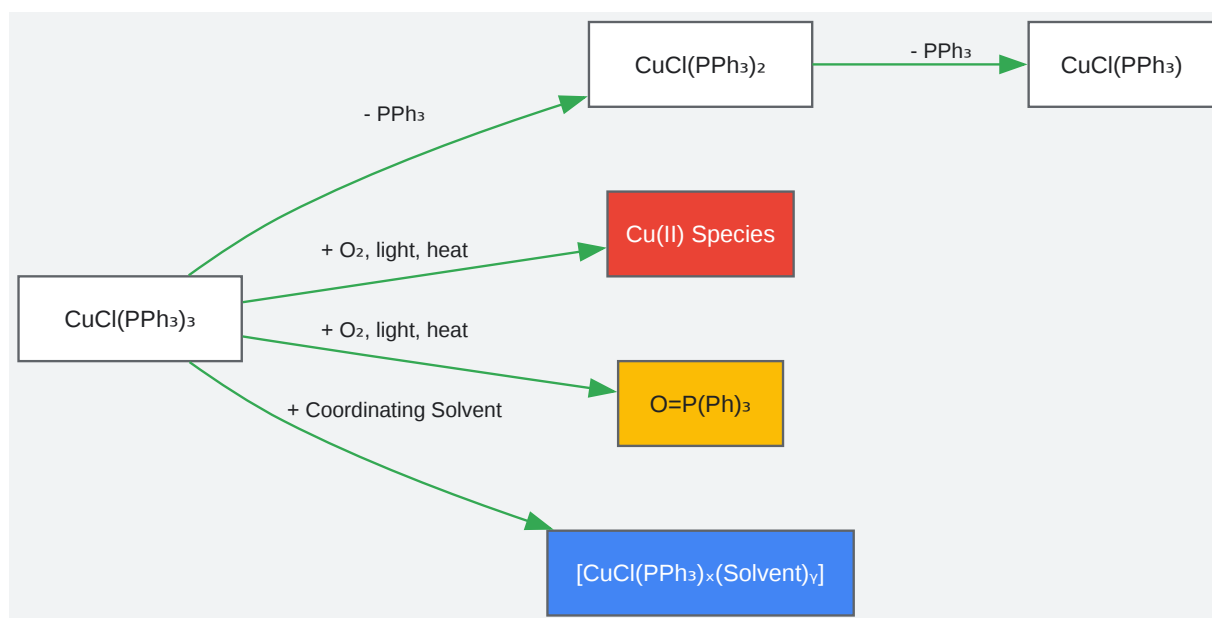 CuCl(PPh₃)₂
- PPh₃
CuCl(PPh₃)
- PPh₃
Cu(II) Species
+ O₂, light, heat
CuCl(PPh₃)₃
+ O₂, light, heat
O=P(Ph)₃
+ Coordinating Solvent
[CuCl(PPh₃)ₓ(Solvent)ᵧ]